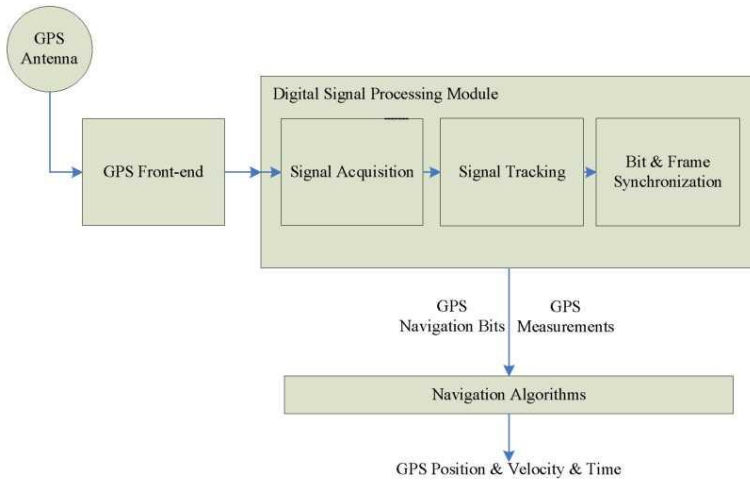 GPS
Antenna
Digital Signal Processing Module
GPS Front-end
Signal Acquisition
Signal Tracking
Bit & Frame
Synchronization
GPS
Navigation Bits
GPS
Measurements
Navigation Algorithms
GPS Position & Velocity & Time